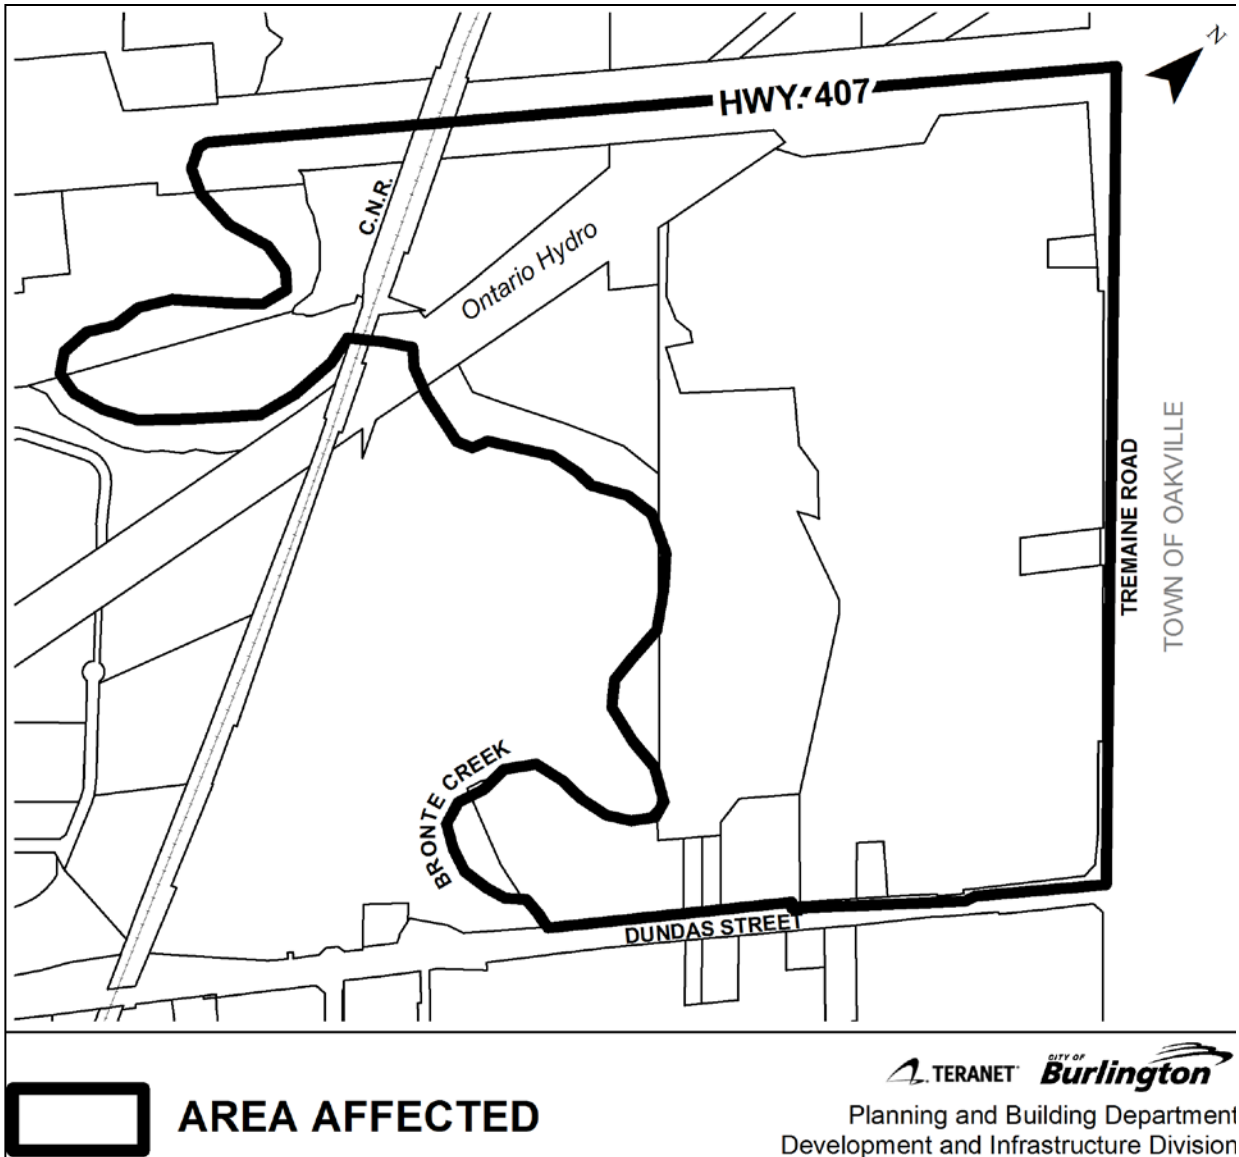 N
HWY. 407
C.N.R.
Ontario Hydro
TREMAINE ROAD
TOWN OF OAKVILLE
BRONTE CREEK
DUNDAS STREET
AREA AFFECTED
TERANET
CITY OF
Burlington
Planning and Building Department
Development and Infrastructure Division